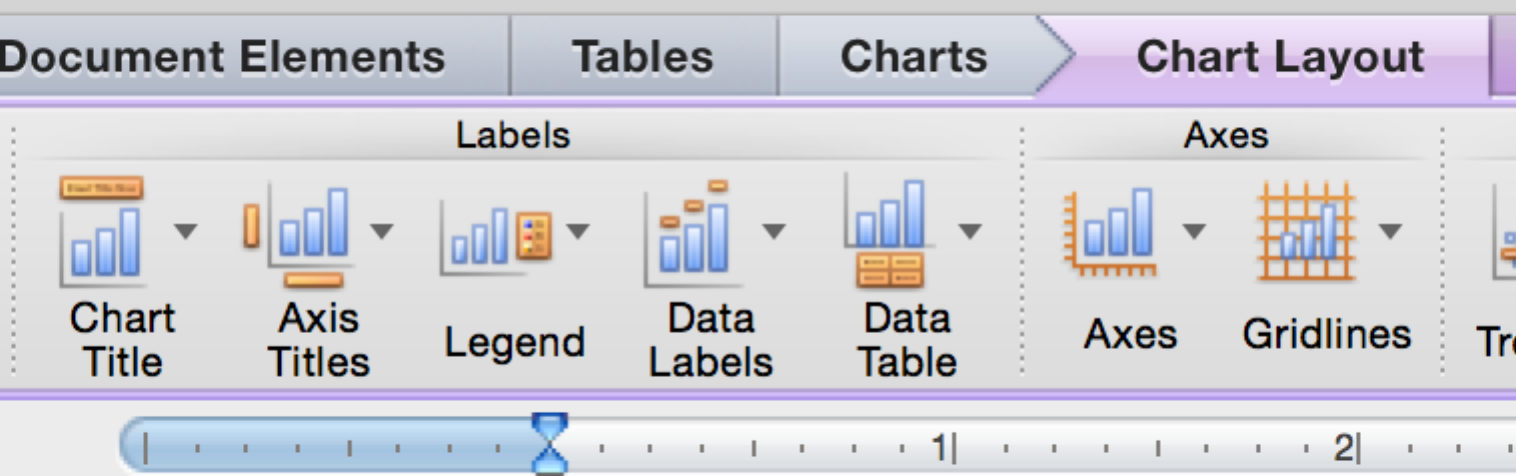 Document Elements Tables Charts Chart Layout
Labels Axes
Chart Title
Axis Titles
Legend
Data Labels
Data Table
Axes
Gridlines
1 2